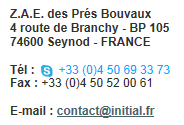 Z.A.E. des Prés Bouvaux
4 route de Branchy - BP 105
74600 Seynod - FRANCE
Tél : +33 (0)4 50 69 33 73
Fax : +33 (0)4 50 52 00 61
E-mail : contact@initial.fr